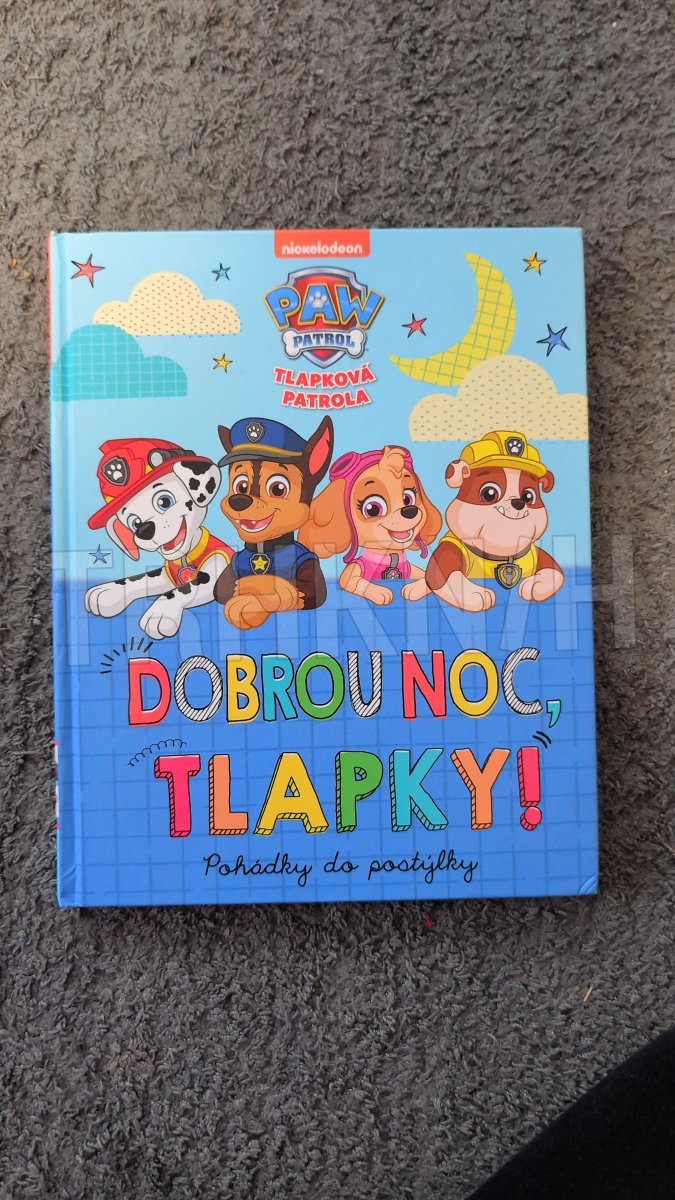 nickelodeon
PAW
PATROL
TLAPKOVÁ
PATROLA
DOBROU NOC,
TLAPKY!
Pohádky do postýlky